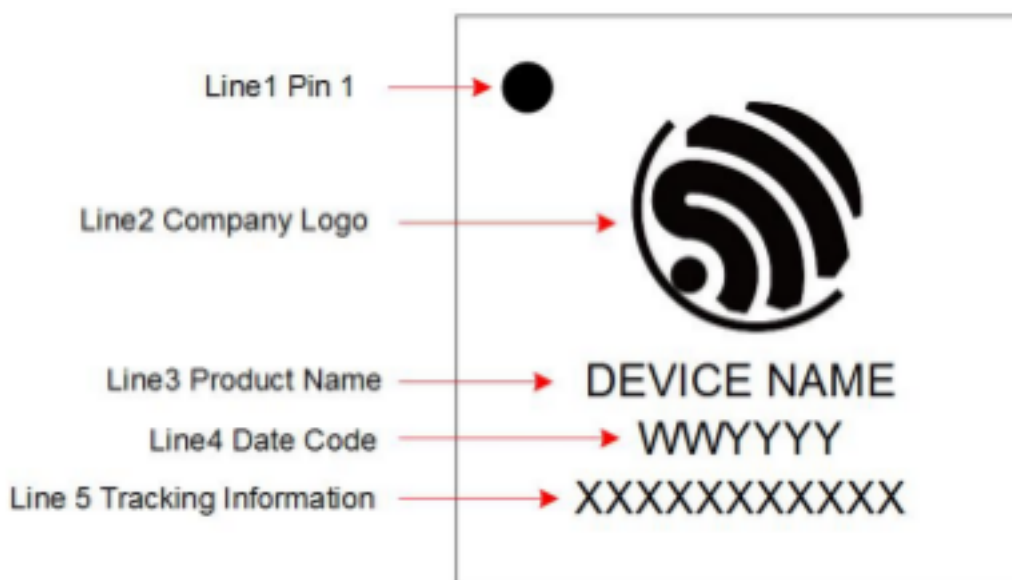 Line1 Pin 1
Line2 Company Logo
Line3 Product Name DEVICE NAME
Line4 Date Code WWYYYY
Line 5 Tracking Information XXXXXXXXXXX